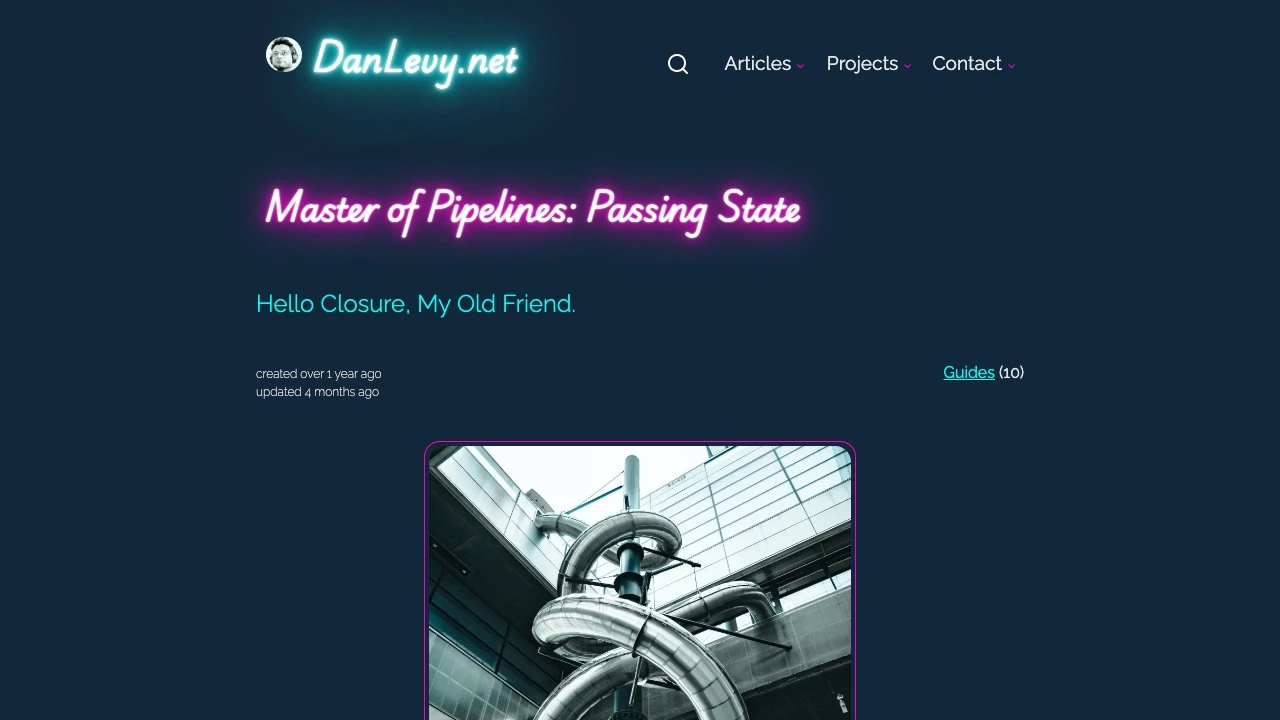 DanLevy.net
Articles
Projects
Contact
Master of Pipelines: Passing State
Hello Closure, My Old Friend.
created over 1 year ago
updated 4 months ago
Guides (10)